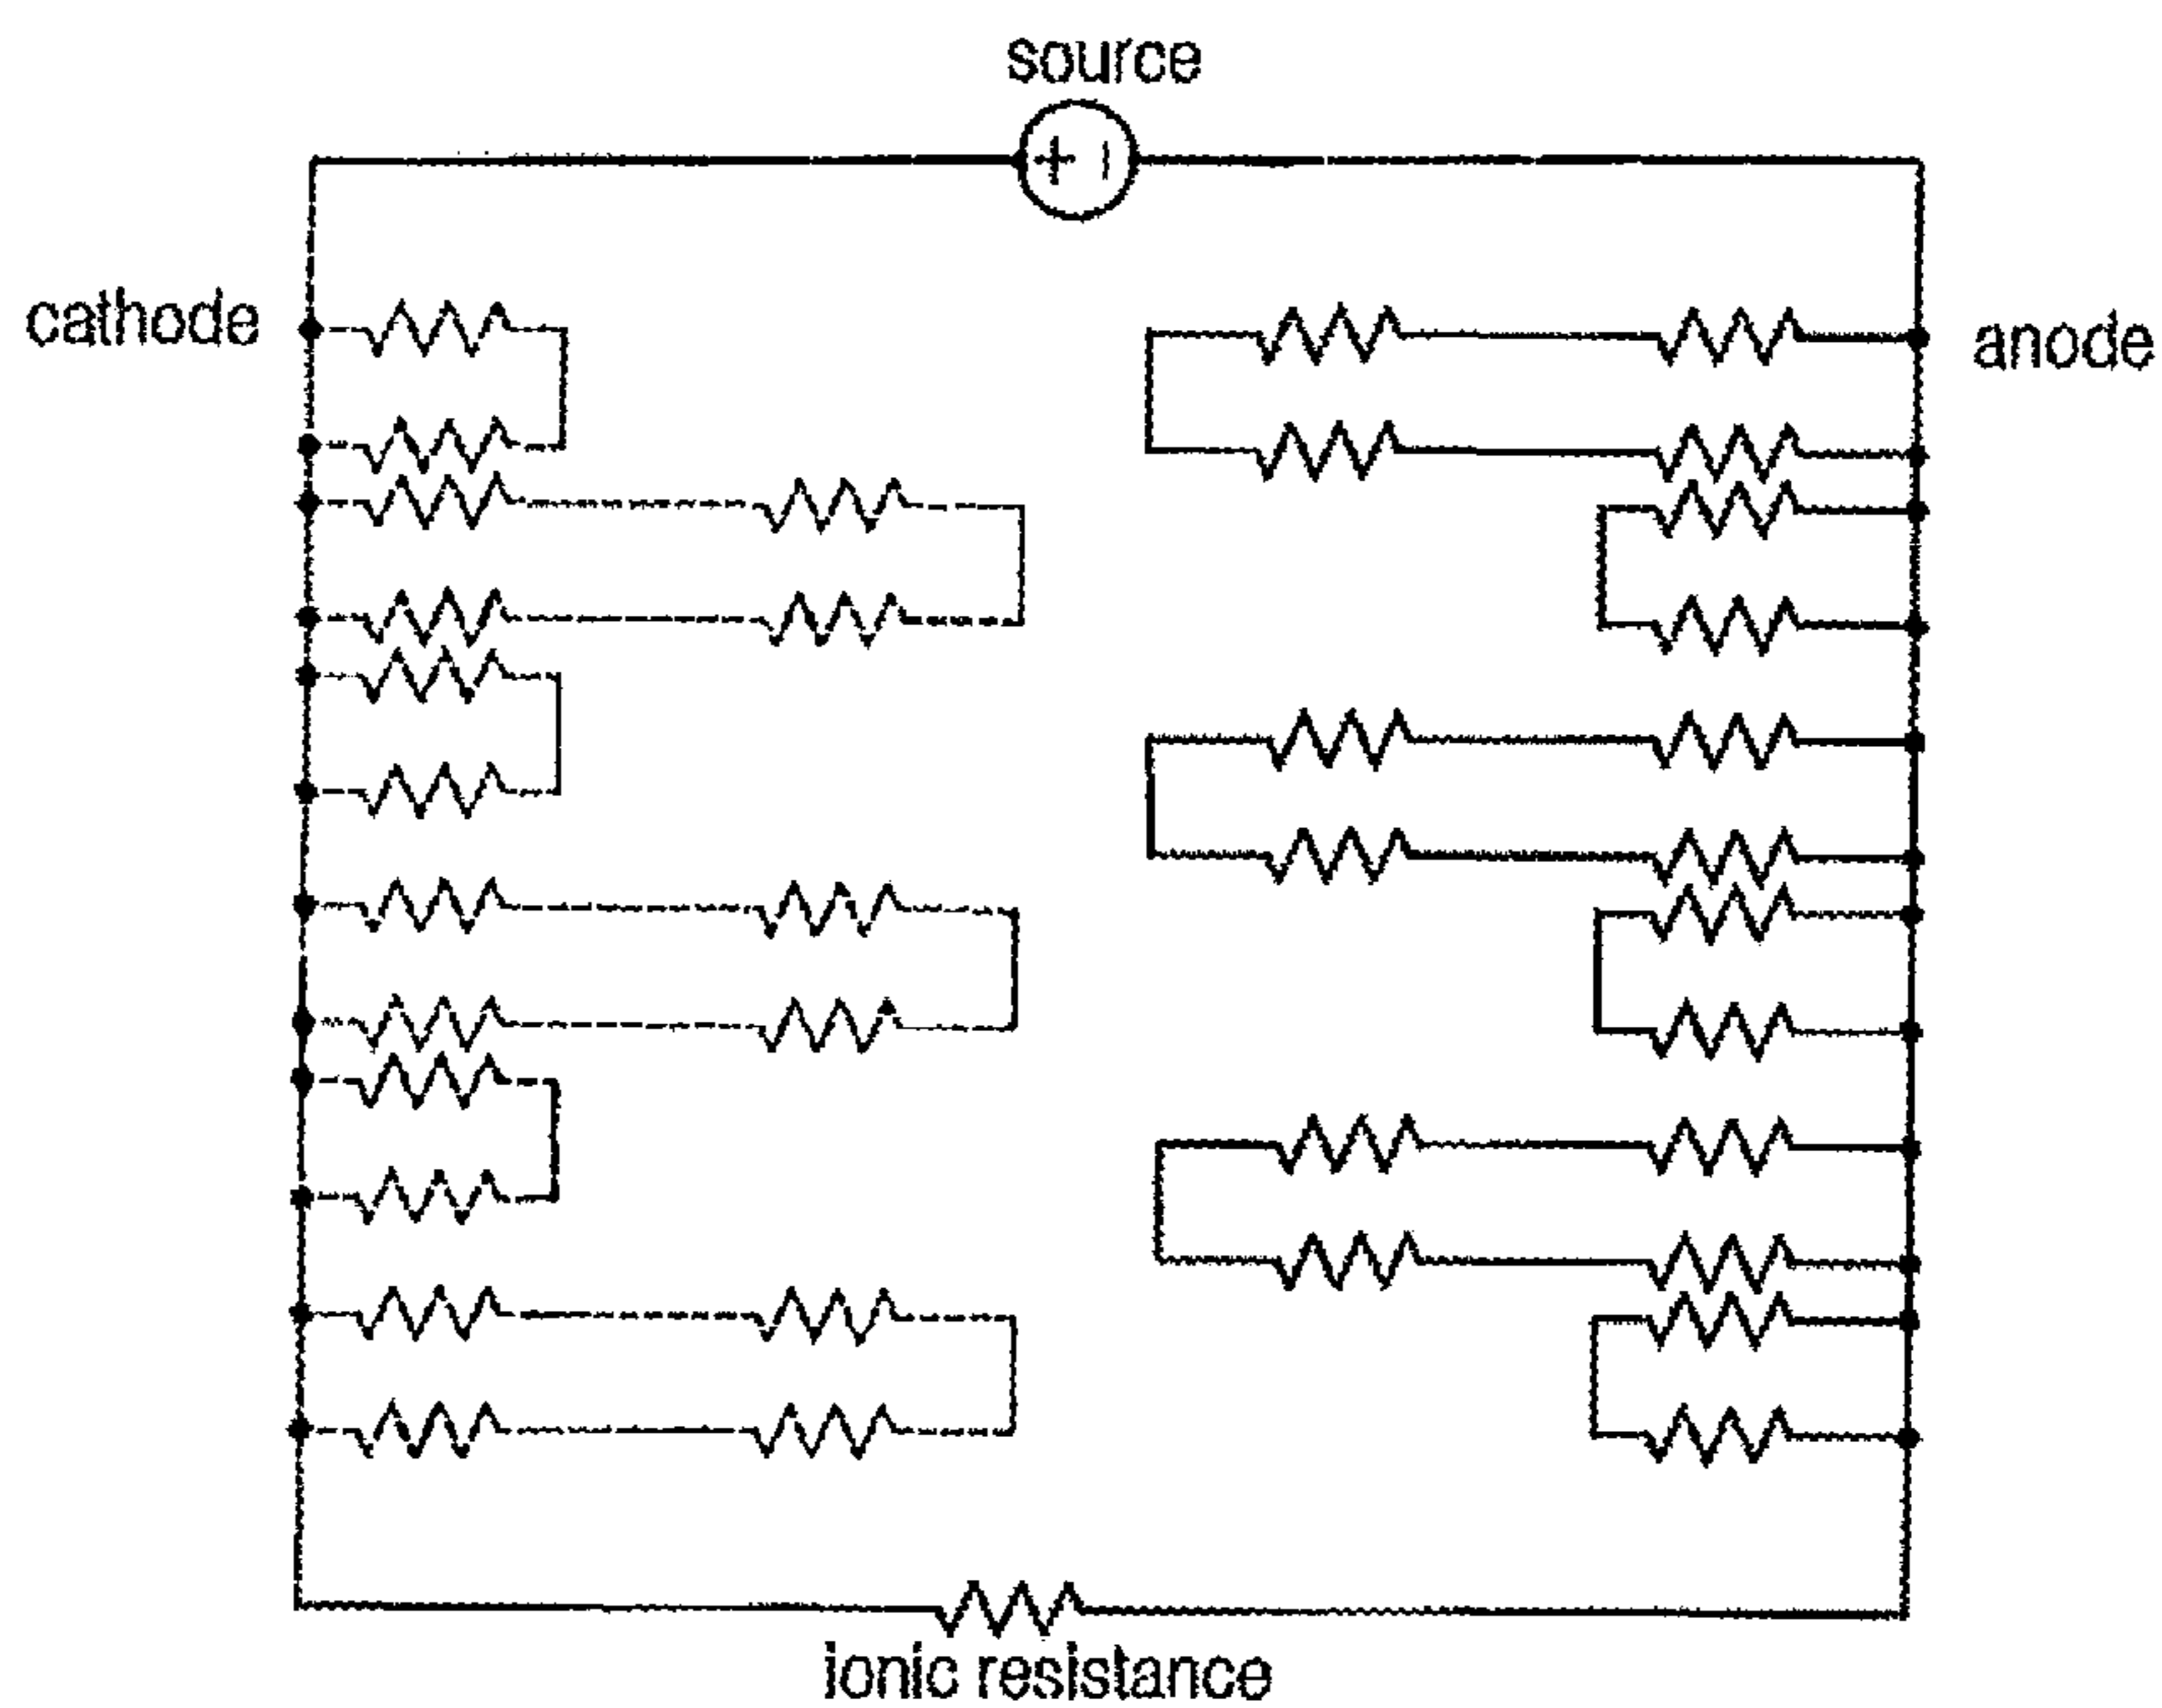 source
+ -
cathode
anode
ionic resistance